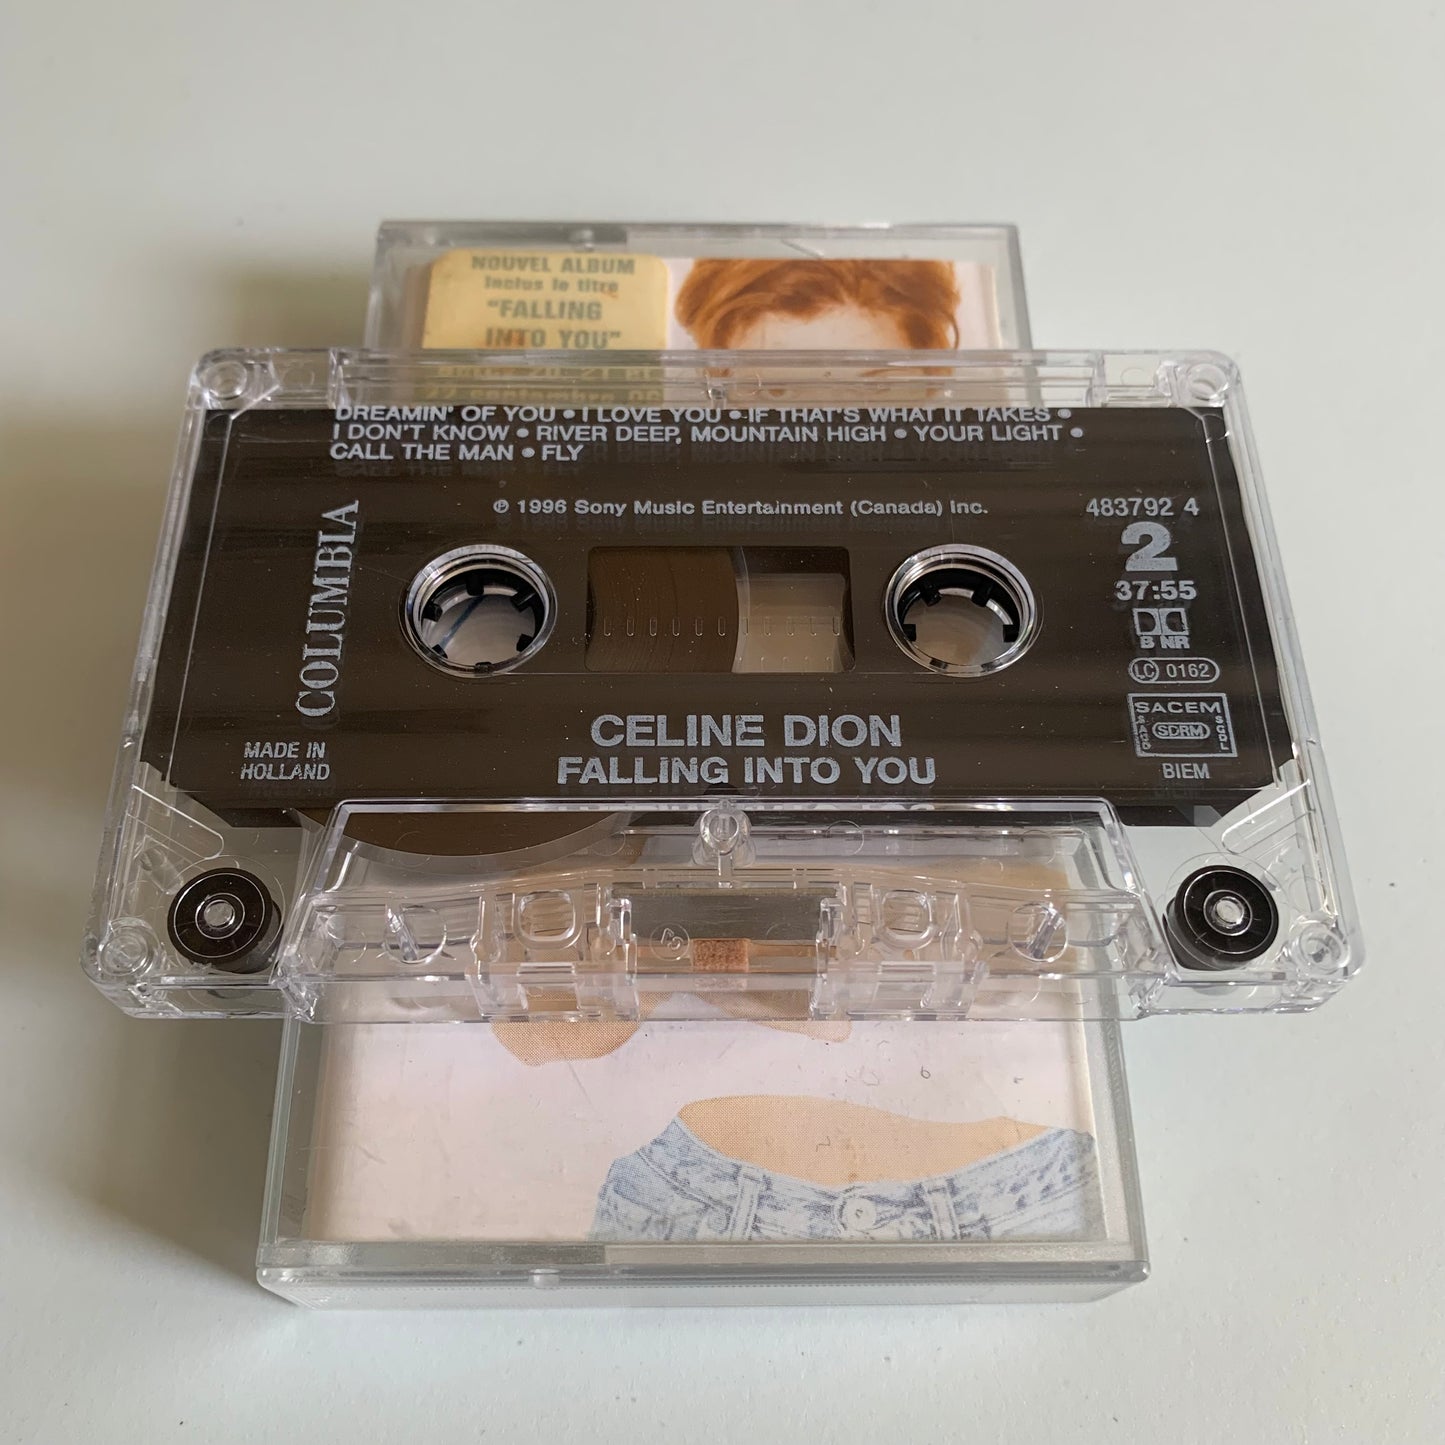 NOUVEL ALBUM
inclus le titre
"FALLING
INTO YOU"
DREAMIN' OF YOU • I LOVE YOU • IF THAT'S WHAT IT TAKES •
I DON'T KNOW • RIVER DEEP, MOUNTAIN HIGH • YOUR LIGHT •
CALL THE MAN • FLY
℗ 1996 Sony Music Entertainment (Canada) Inc.
483792 4
2
37:55
B NR
LC 0162
SACEM
SACD
SDRM
SGDL
BIEM
COLUMBIA
MADE IN
HOLLAND
CELINE DION
FALLING INTO YOU